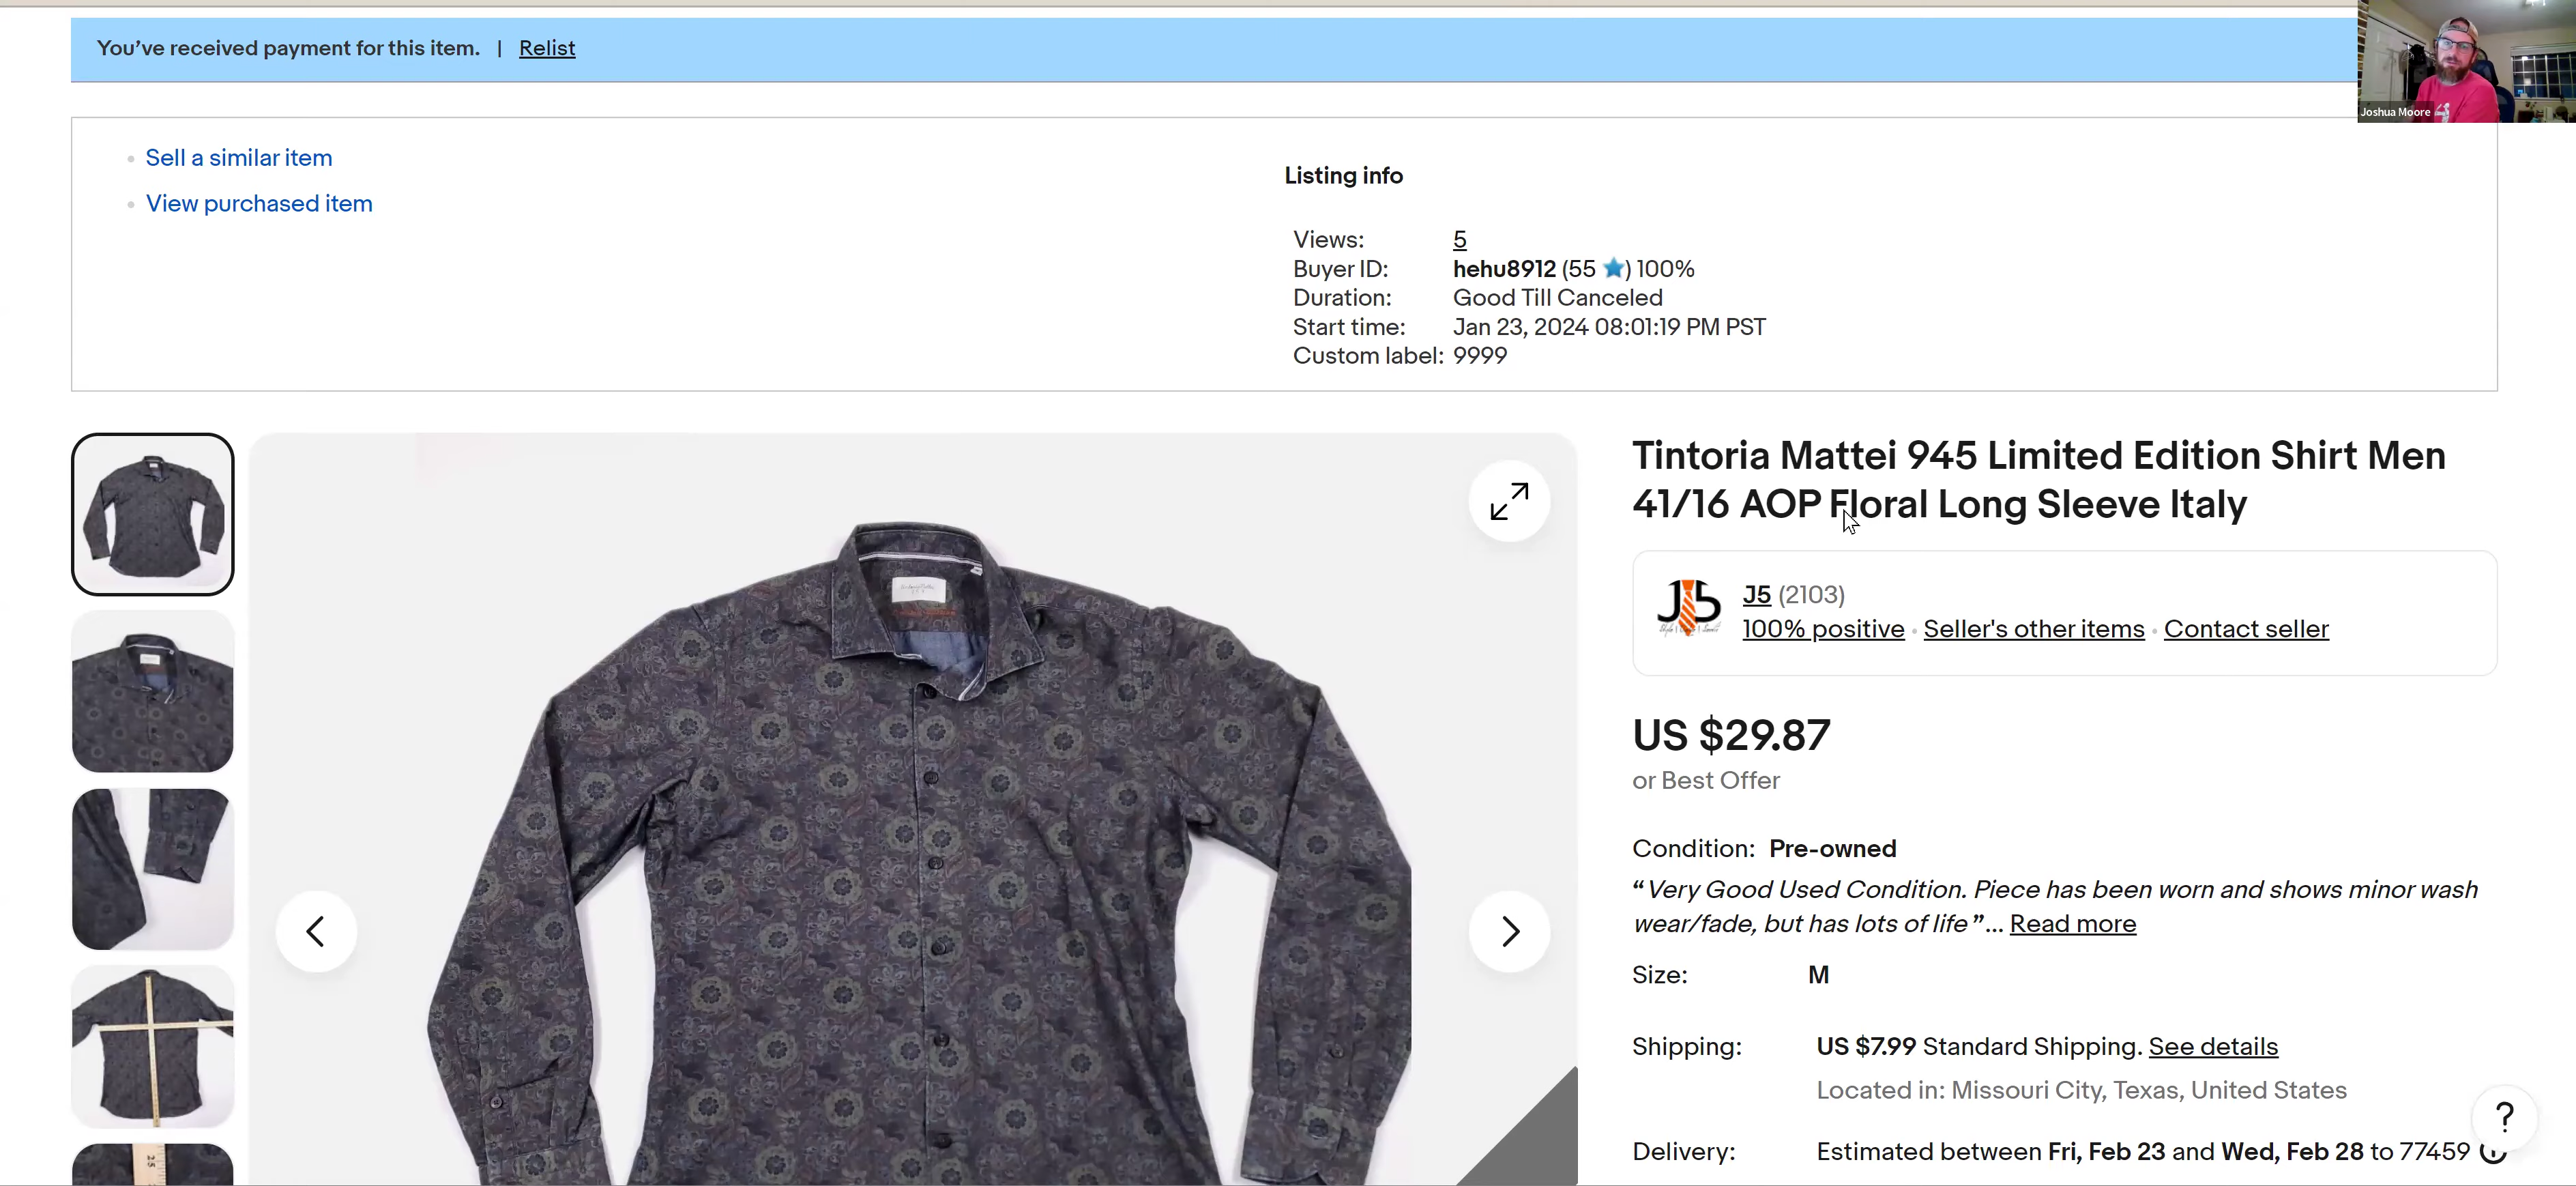 You've received payment for this item. | Relist
Joshua Moore
Sell a similar item
View purchased item
Listing info
Views: 5
Buyer ID: hehu8912 (55 ) 100%
Duration: Good Till Canceled
Start time: Jan 23, 2024 08:01:19 PM PST
Custom label: 9999
Tintoria Mattei 945 Limited Edition Shirt Men
41/16 AOP Floral Long Sleeve Italy
J5
J5 (2103)
100% positive · Seller's other items · Contact seller
US $29.87
or Best Offer
Condition: Pre-owned
“Very Good Used Condition. Piece has been worn and shows minor wash
wear/fade, but has lots of life”... Read more
Size: M
Shipping: US $7.99 Standard Shipping. See details
Located in: Missouri City, Texas, United States
Delivery: Estimated between Fri, Feb 23 and Wed, Feb 28 to 77459
25
?